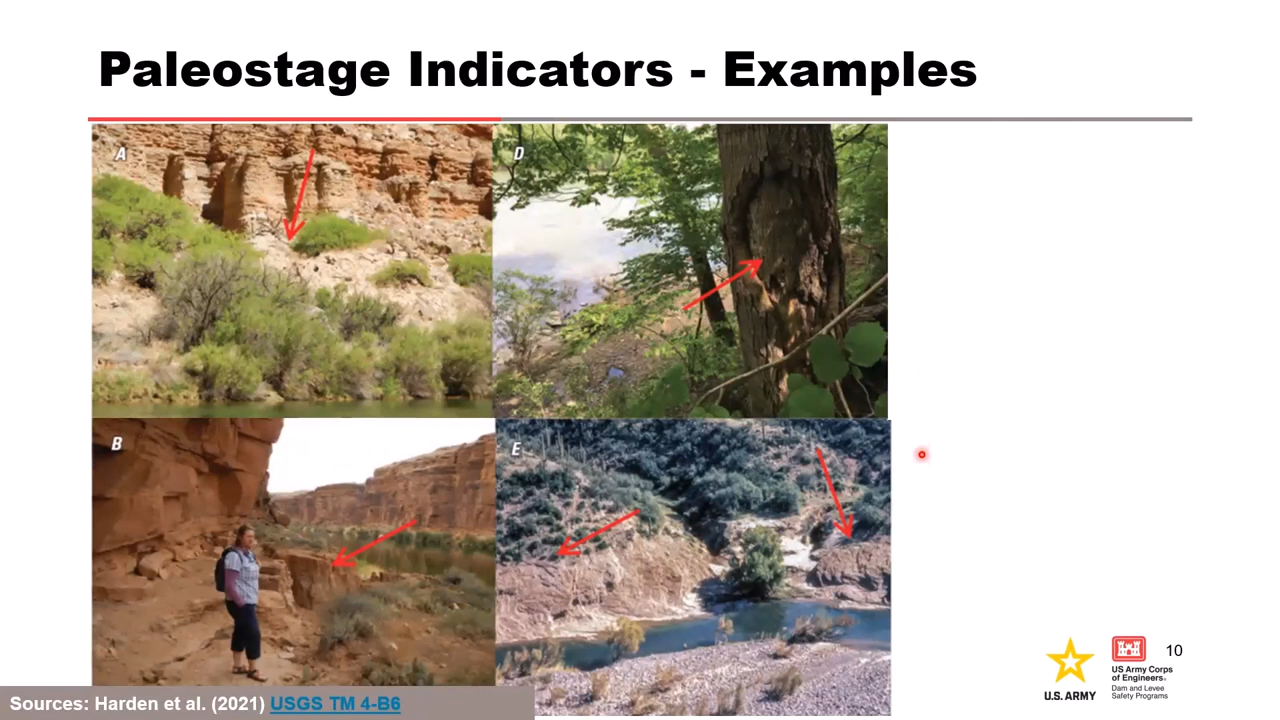 Paleostage Indicators - Examples
A
D
B
E
Sources: Harden et al. (2021) USGS TM 4-B6
10
U.S. ARMY
US Army Corps
of Engineers®
Dam and Levee
Safety Programs